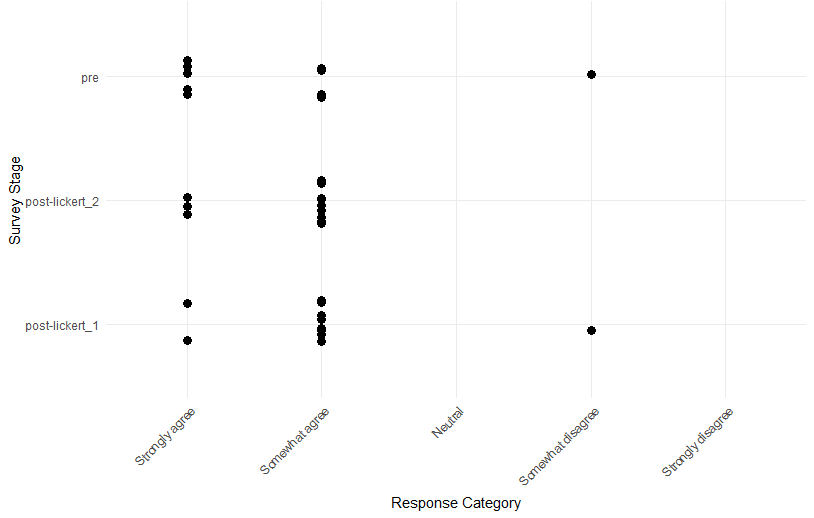 pre
post-lickert_2
post-lickert_1
Survey Stage
Strongly agree
Somewhat agree
Neutral
Somewhat disagree
Strongly disagree
Response Category